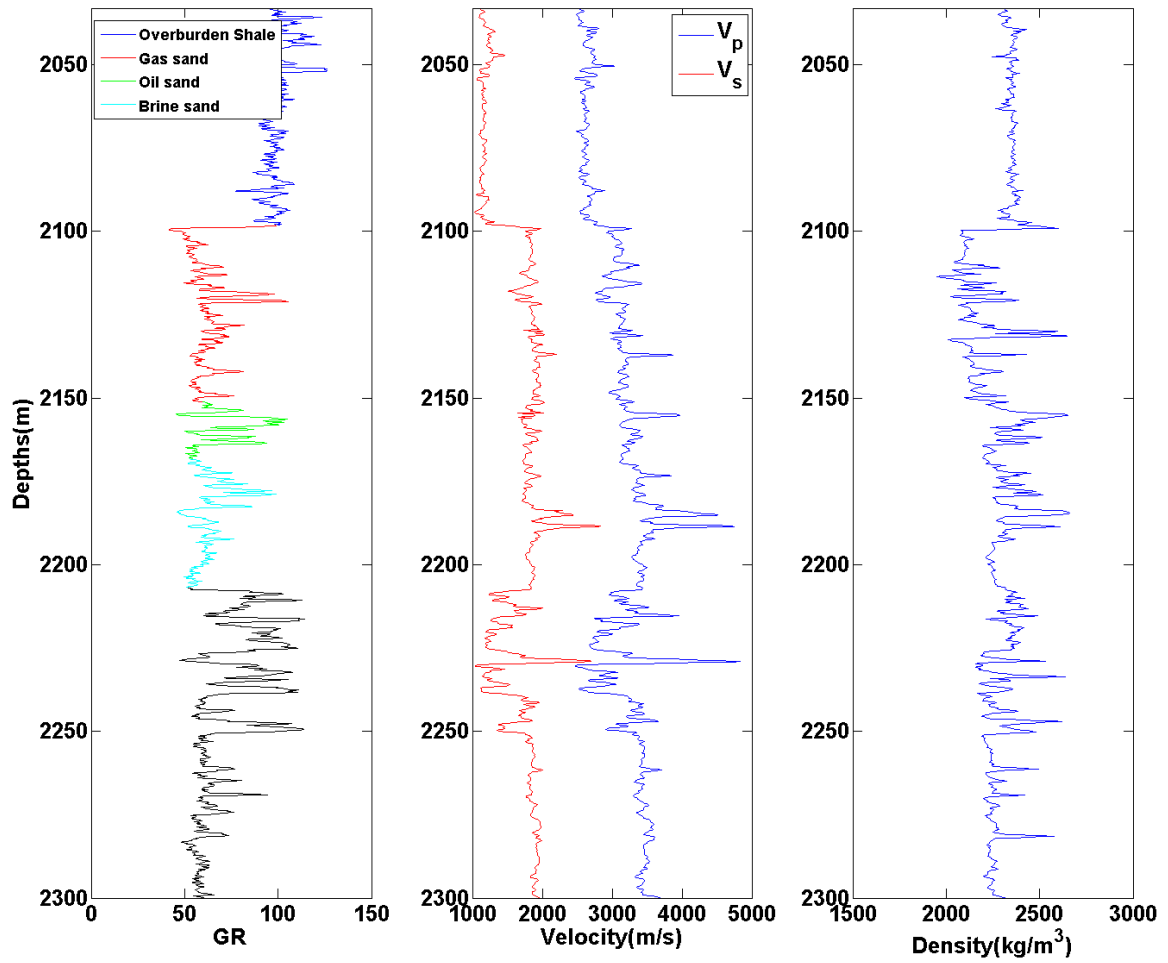 Overburden Shale
Gas sand
Oil sand
Brine sand
V_p
V_s
2050
2100
2150
2200
2250
2300
2050
2100
2150
2200
2250
2300
2050
2100
2150
2200
2250
2300
Depths(m)
0 50 100 150
1000 2000 3000 4000 5000
1500 2000 2500 3000
GR
Velocity(m/s)
Density(kg/m³)